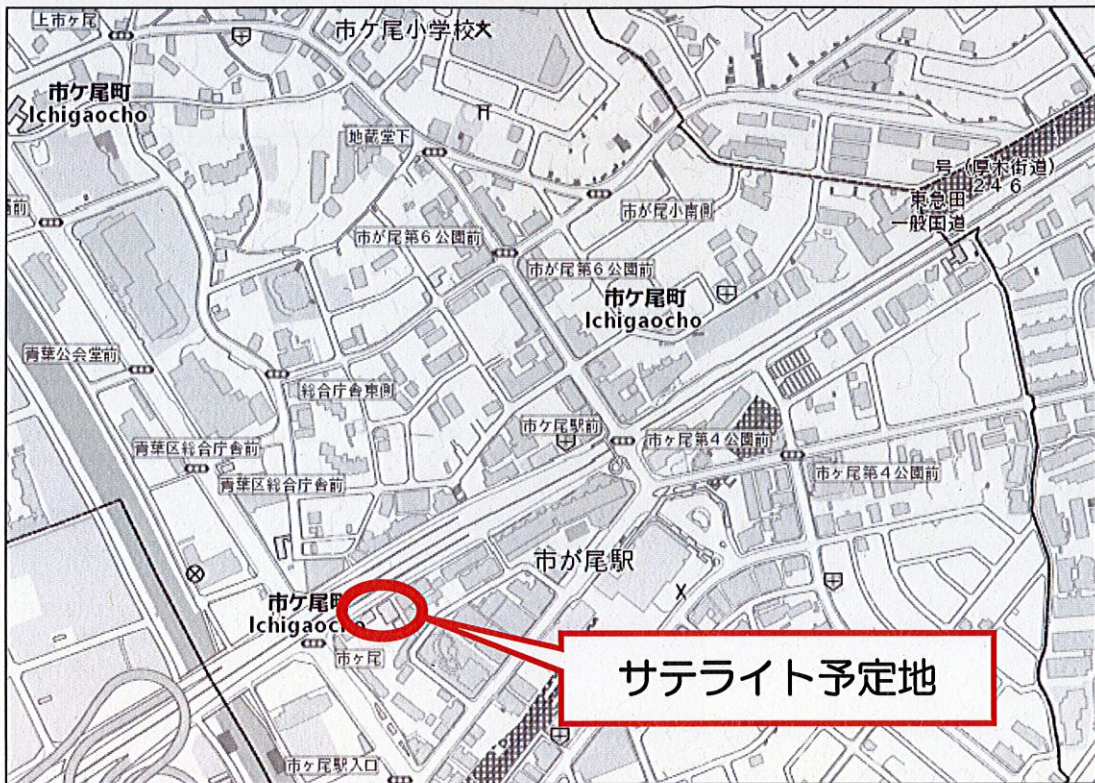 上市ヶ尾
市ケ尾小学校
市ケ尾町
Ichigaocho
地蔵堂下
号（厚木街道）
246
東急田
一般国道
市が尾小南側
市が尾第6公園前
市が尾第6公園前
市ケ尾町
Ichigaocho
青葉公会堂前
総合庁舎東側
市ケ尾駅前
市ヶ尾第4公園前
青葉区総合庁舎前
市ヶ尾第4公園前
青葉区総合庁舎前
市が尾駅
市ケ尾町
Ichigaocho
市ヶ尾
サテライト予定地
市ヶ尾駅入口